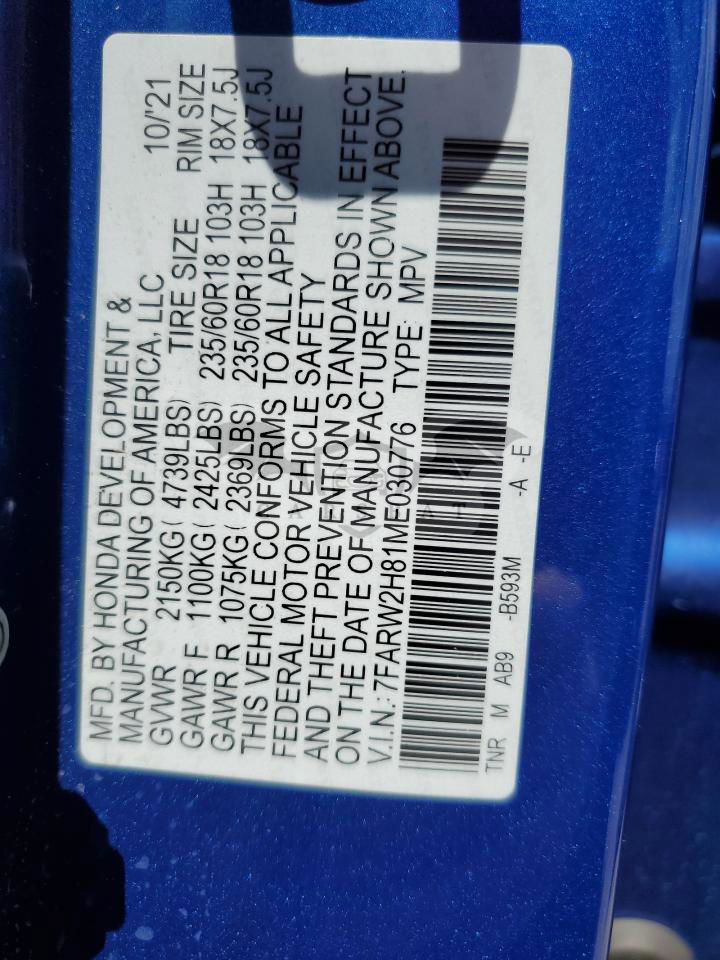 MFD. BY HONDA DEVELOPMENT &
MANUFACTURING OF AMERICA, LLC 10/'21
GVWR 2150KG( 4739LBS) TIRE SIZE RIM SIZE
GAWR F 1100KG( 2425LBS) 235/60R18 103H 18X7.5J
GAWR R 1075KG( 2369LBS) 235/60R18 103H 18X7.5J
THIS VEHICLE CONFORMS TO ALL APPLICABLE
FEDERAL MOTOR VEHICLE SAFETY
AND THEFT PREVENTION STANDARDS IN EFFECT
ON THE DATE OF MANUFACTURE SHOWN ABOVE.
V.I.N.: 7FARW2H81ME030776 TYPE: MPV
TNR M AB9 -B593M -A -E